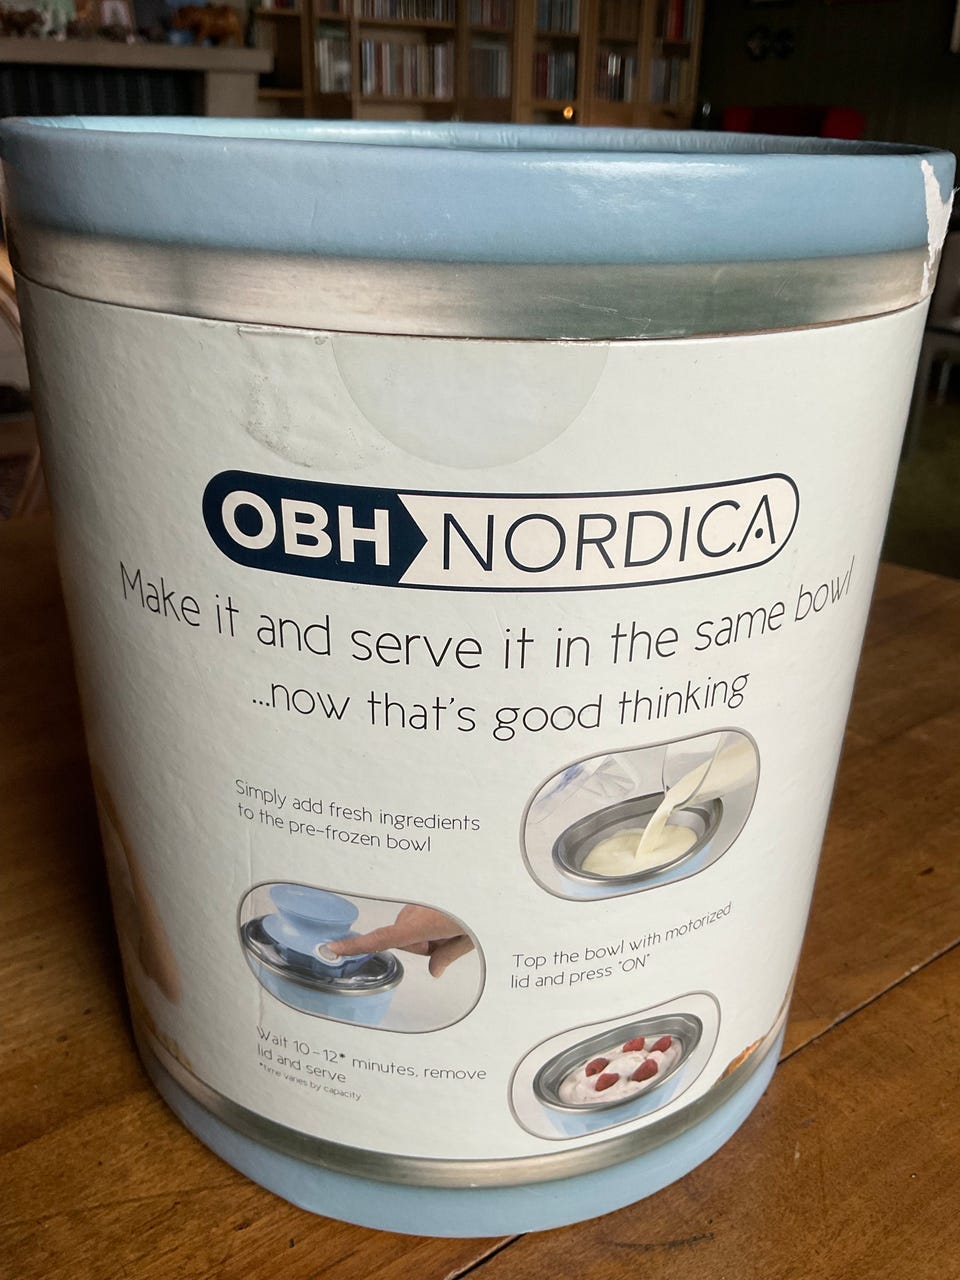 OBH NORDICA
Make it and serve it in the same bowl
...now that's good thinking
Simply add fresh ingredients
to the pre-frozen bowl
Top the bowl with motorized
lid and press "ON"
Wait 10-12* minutes, remove
lid and serve
*time varies by capacity